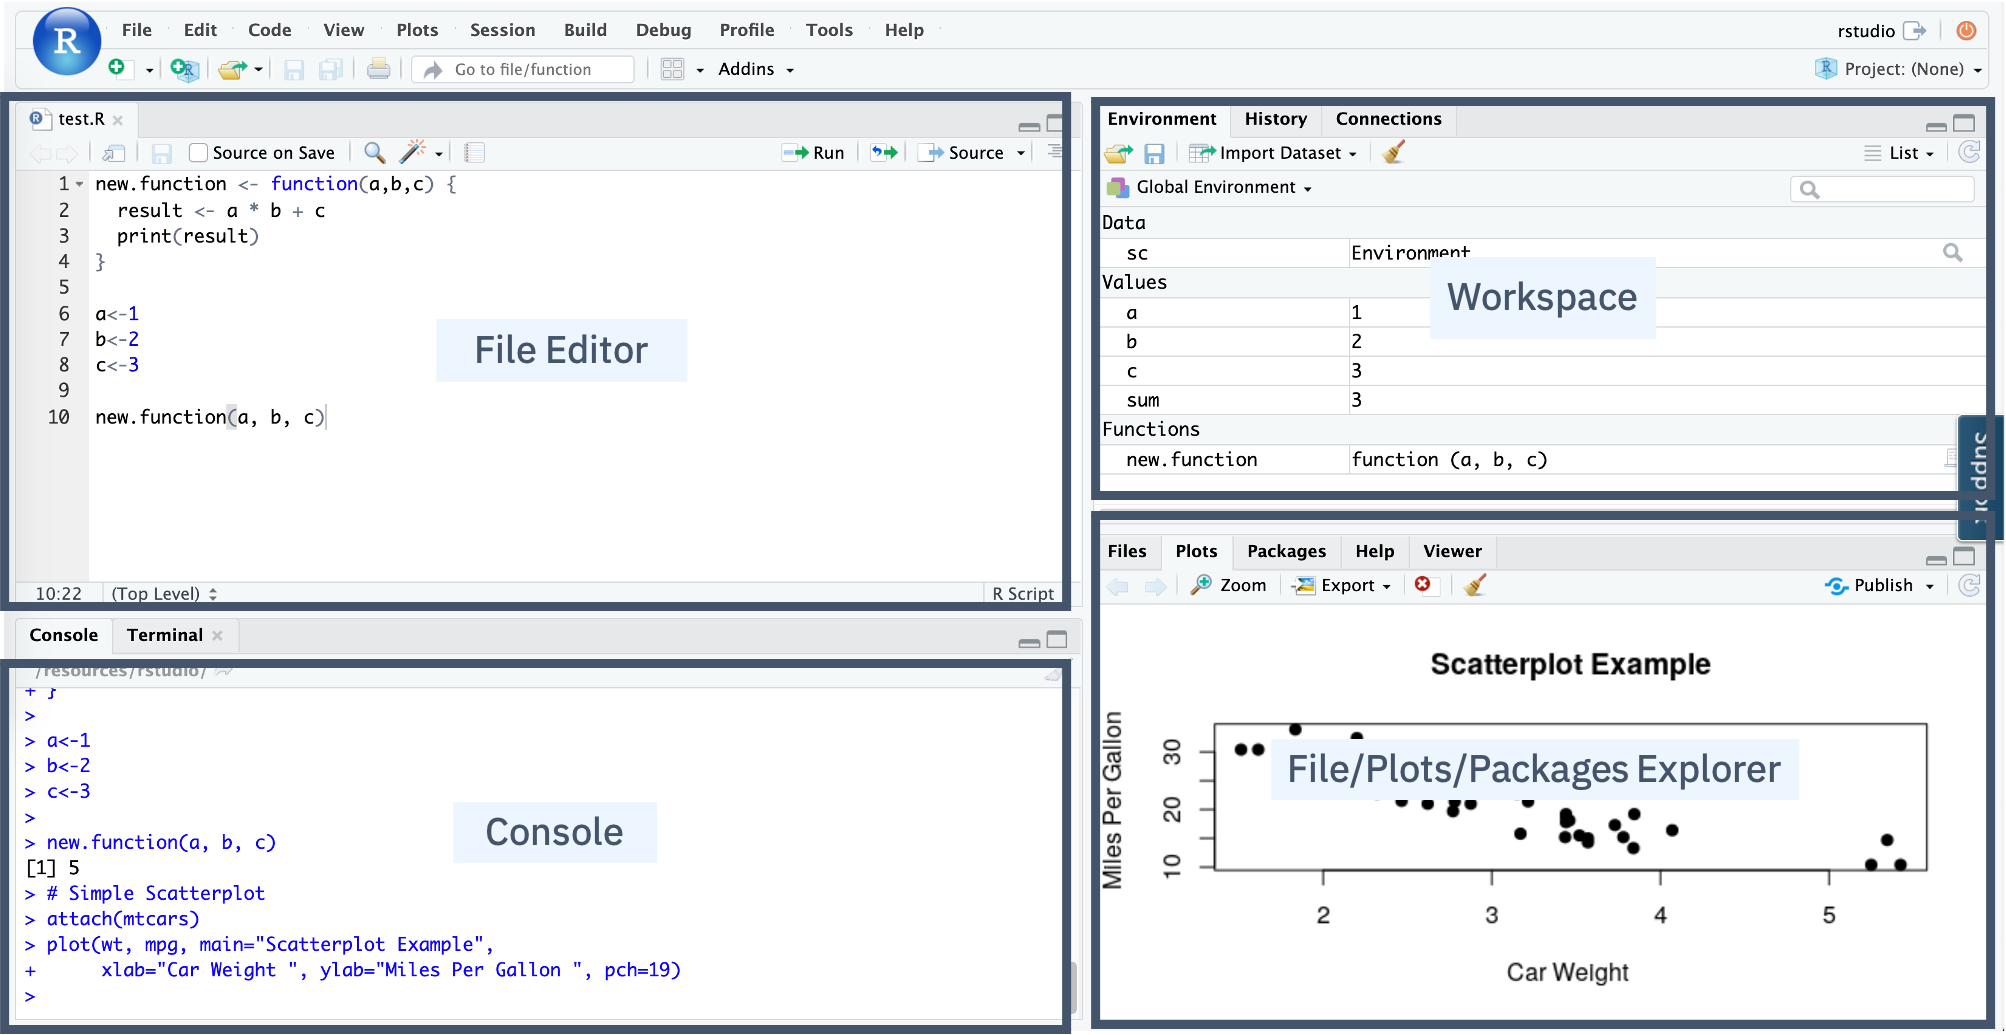 R File Edit Code View Plots Session Build Debug Profile Tools Help rstudio
R Go to file/function Addins R Project: (None)
R test.R
Source on Save Run Source
1 new.function <- function(a,b,c) {
2 result <- a * b + c
3 print(result)
4 }
5
6 a<-1
7 b<-2
8 c<-3
9
10 new.function(a, b, c)
File Editor
10:22 (Top Level) R Script
Console Terminal
/resources/rstudio/
+ }
>
> a<-1
> b<-2
> c<-3
>
> new.function(a, b, c)
[1] 5
> # Simple Scatterplot
> attach(mtcars)
> plot(wt, mpg, main="Scatterplot Example",
+ xlab="Car Weight ", ylab="Miles Per Gallon ", pch=19)
>
Console
Environment History Connections
Import Dataset List
Global Environment
Data
sc Environment
Values
a 1
b 2
c 3
sum 3
Functions
new.function function (a, b, c)
Workspace
Support
Files Plots Packages Help Viewer
Zoom Export Publish
Scatterplot Example
Miles Per Gallon
30
20
10
File/Plots/Packages Explorer
2 3 4 5
Car Weight